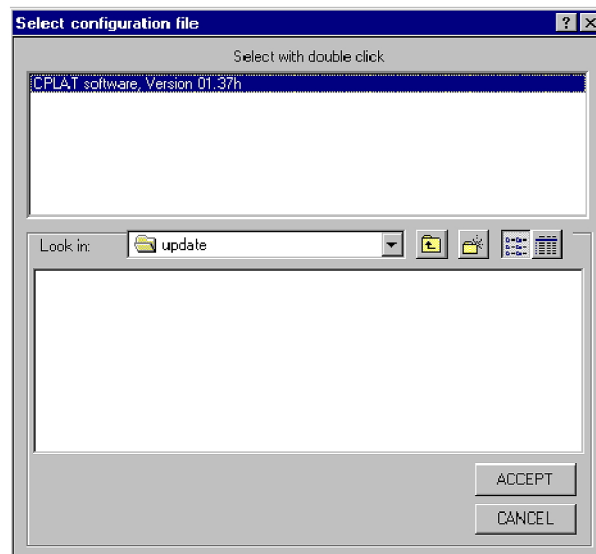 Select configuration file
Select with double click
CPLAT software, Version 01.37h
Look in:
update
ACCEPT
CANCEL